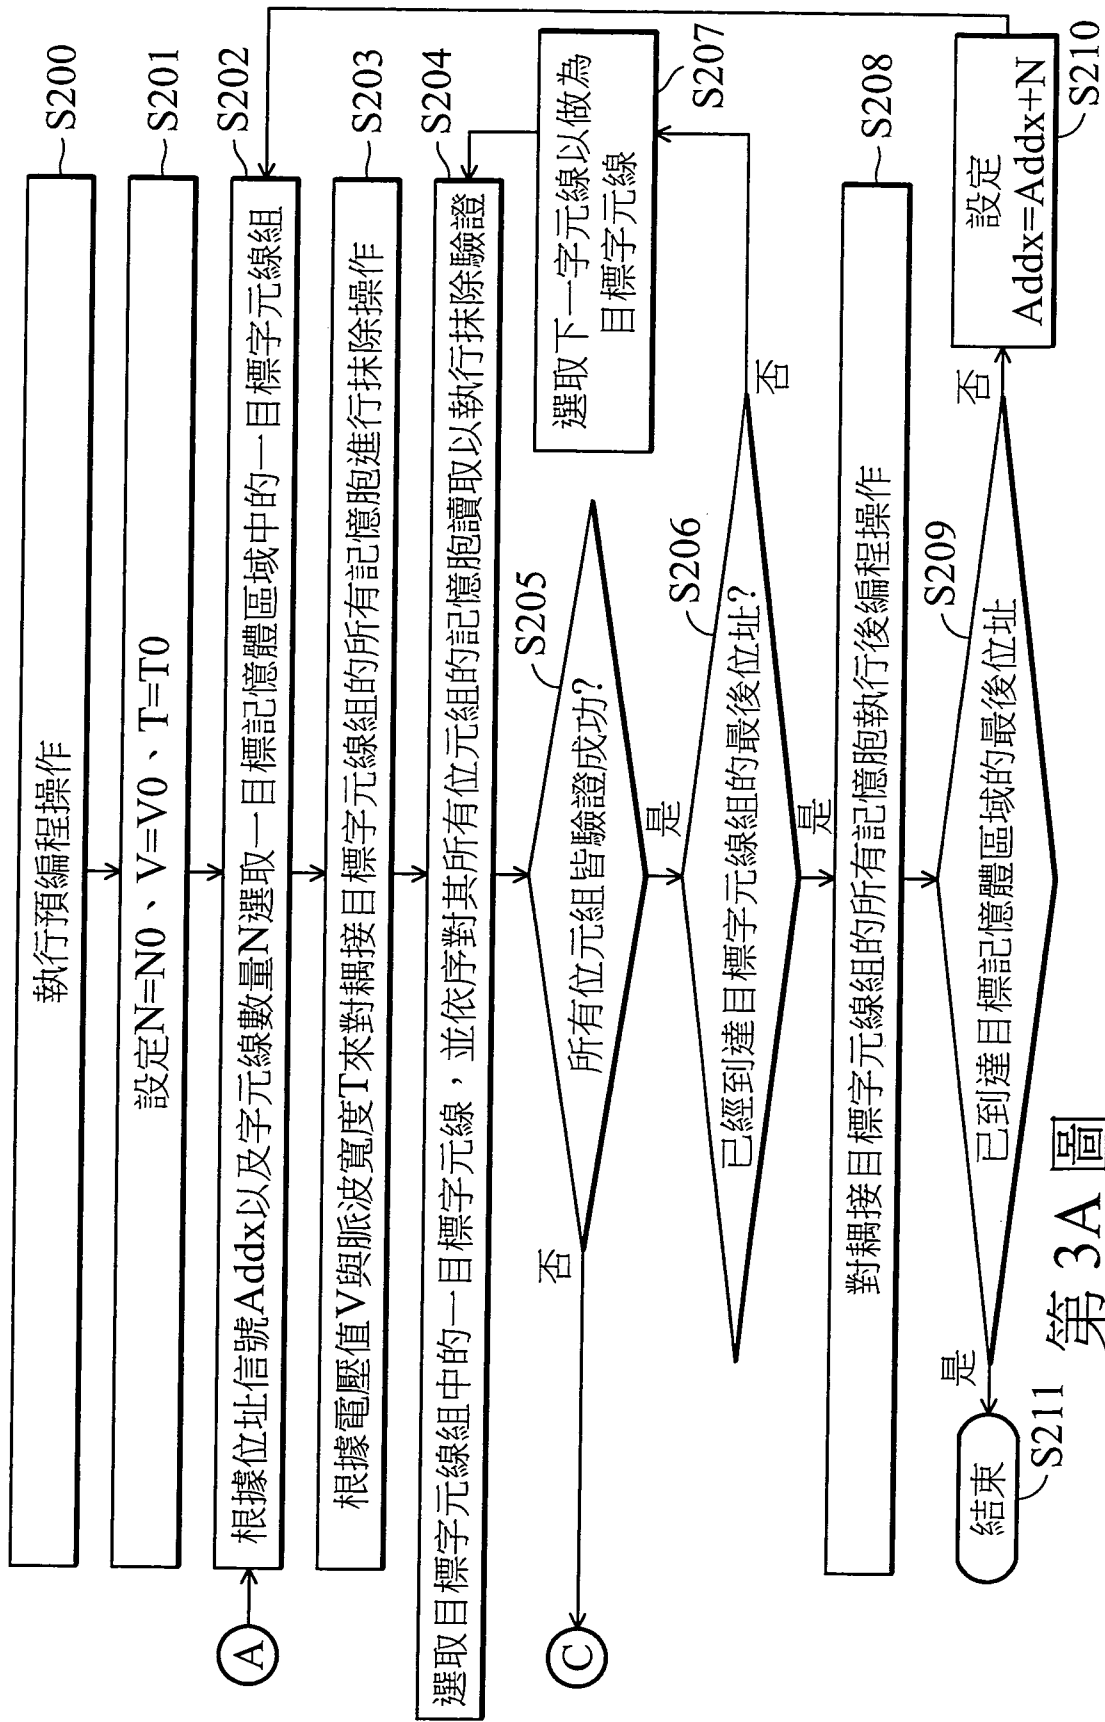 執行預編程操作
S200
設定N=N0、V=V0、T=T0
S201
A
根據位址信號Addx以及字元線數量N選取一目標記憶體區域中的一目標字元線組
S202
根據電壓值V與脈波寬度T來對耦接目標字元線組的所有記憶胞進行抹除操作
S203
選取目標字元線組中的一目標字元線，並依序對其所有位元組的記憶胞讀取以執行抹除驗證
S204
所有位元組皆驗證成功?
S205
否
C
是
選取下一字元線以做為
目標字元線
S207
已經到達目標字元線組的最後位址?
S206
否
是
對耦接目標字元線組的所有記憶胞執行後編程操作
S208
已到達目標記憶體區域的最後位址
S209
否
設定
Addx=Addx+N
S210
是
結束
S211
第 3A 圖